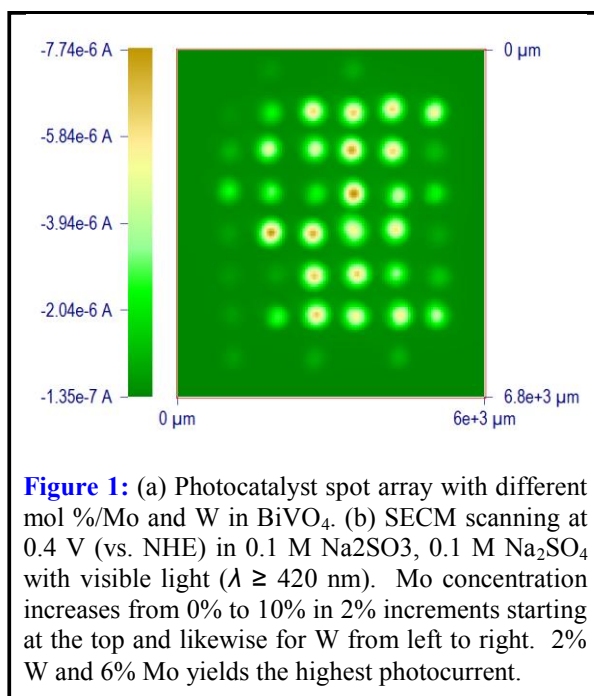 -7.74e-6 A
0 µm
-5.84e-6 A
-3.94e-6 A
-2.04e-6 A
-1.35e-7 A
6.8e+3 µm
0 µm
6e+3 µm
Figure 1: (a) Photocatalyst spot array with different
mol %/Mo and W in BiVO₄. (b) SECM scanning at
0.4 V (vs. NHE) in 0.1 M Na2SO3, 0.1 M Na₂SO₄
with visible light (λ ≥ 420 nm). Mo concentration
increases from 0% to 10% in 2% increments starting
at the top and likewise for W from left to right. 2%
W and 6% Mo yields the highest photocurrent.